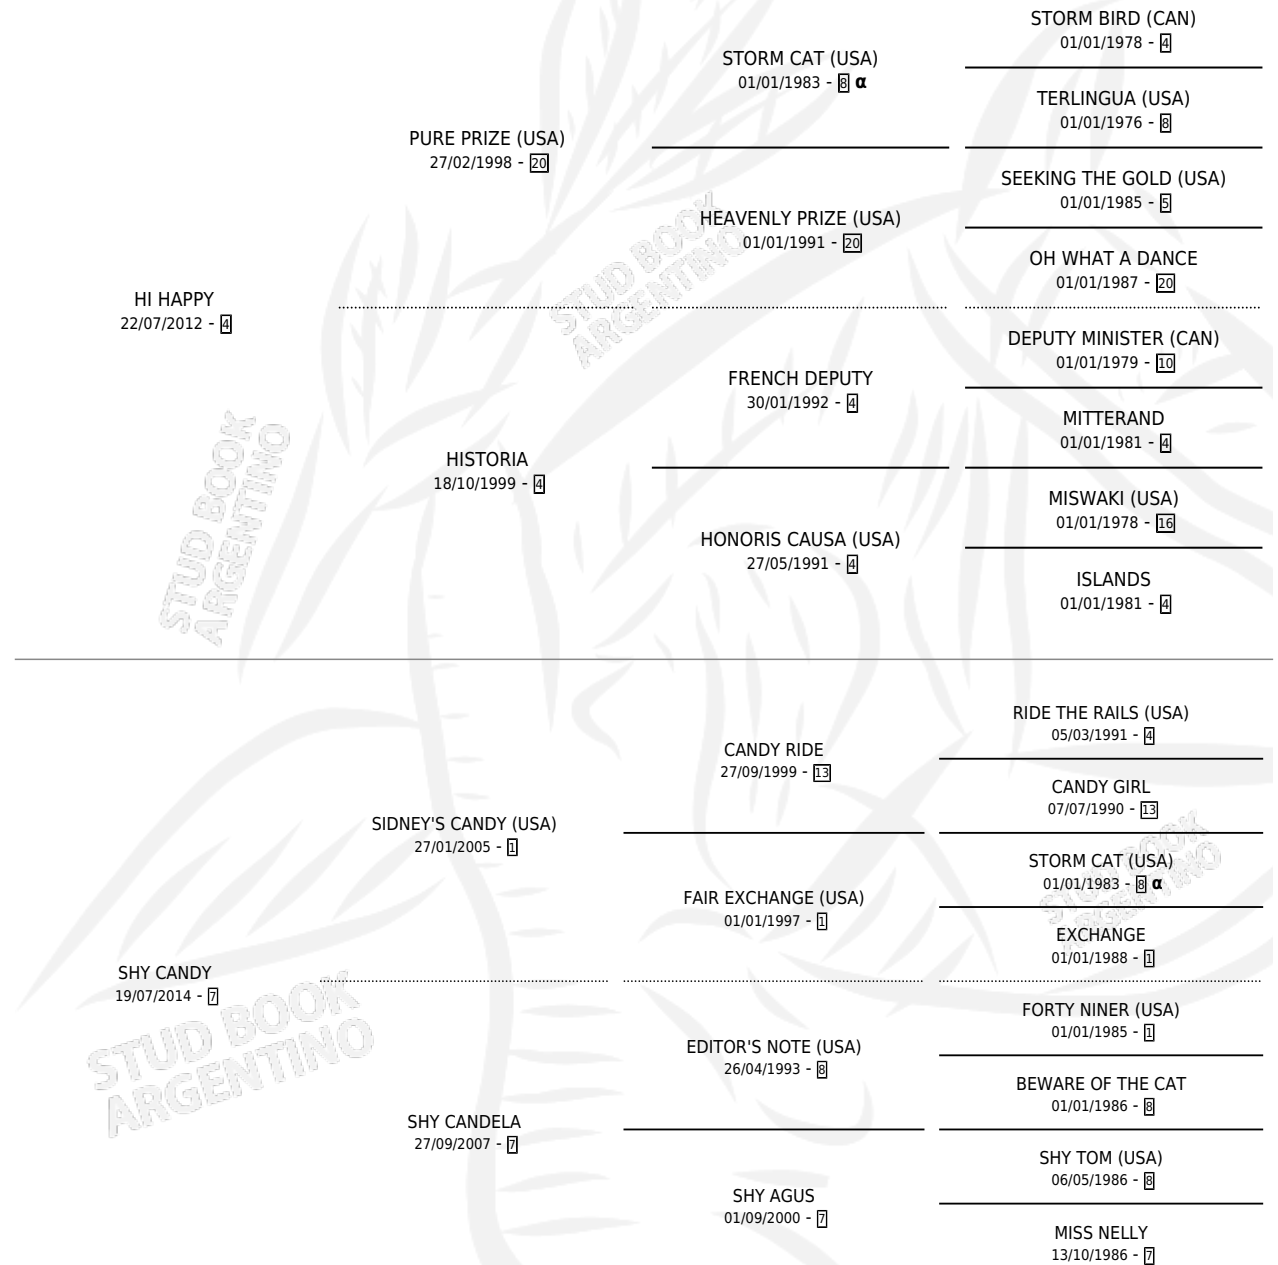 STORM BIRD (CAN)
01/01/1978 - 4
STORM CAT (USA)
01/01/1983 - 8 α
TERLINGUA (USA)
01/01/1976 - 8
PURE PRIZE (USA)
27/02/1998 - 20
SEEKING THE GOLD (USA)
01/01/1985 - 5
HEAVENLY PRIZE (USA)
01/01/1991 - 20
OH WHAT A DANCE
01/01/1987 - 20
HI HAPPY
22/07/2012 - 4
DEPUTY MINISTER (CAN)
01/01/1979 - 10
FRENCH DEPUTY
30/01/1992 - 4
MITTERAND
01/01/1981 - 4
HISTORIA
18/10/1999 - 4
MISWAKI (USA)
01/01/1978 - 16
HONORIS CAUSA (USA)
27/05/1991 - 4
ISLANDS
01/01/1981 - 4
RIDE THE RAILS (USA)
05/03/1991 - 4
CANDY RIDE
27/09/1999 - 13
CANDY GIRL
07/07/1990 - 13
SIDNEY'S CANDY (USA)
27/01/2005 - 1
STORM CAT (USA)
01/01/1983 - 8 α
FAIR EXCHANGE (USA)
01/01/1997 - 1
EXCHANGE
01/01/1988 - 1
SHY CANDY
19/07/2014 - 7
FORTY NINER (USA)
01/01/1985 - 1
EDITOR'S NOTE (USA)
26/04/1993 - 8
BEWARE OF THE CAT
01/01/1986 - 8
SHY CANDELA
27/09/2007 - 7
SHY TOM (USA)
06/05/1986 - 8
SHY AGUS
01/09/2000 - 7
MISS NELLY
13/10/1986 - 7
STUD BOOK
ARGENTINO
STUD BOOK
ARGENTINO
STUD BOOK
ARGENTINO
STUD BOOK
ARGENTINO